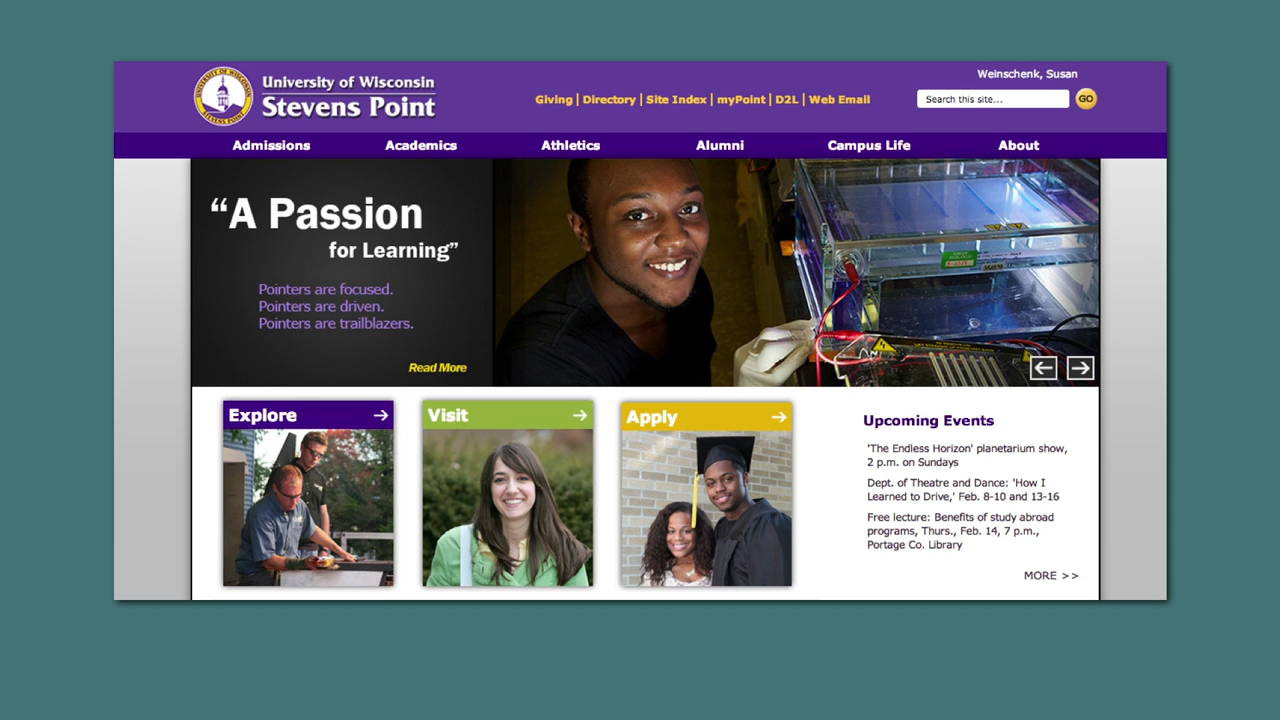 University of Wisconsin
Stevens Point
Weinschenk, Susan
Giving | Directory | Site Index | myPoint | D2L | Web Email
Search this site...
GO
Admissions
Academics
Athletics
Alumni
Campus Life
About
“A Passion
for Learning”
Pointers are focused.
Pointers are driven.
Pointers are trailblazers.
Read More
Explore
Visit
Apply
Upcoming Events
'The Endless Horizon' planetarium show,
2 p.m. on Sundays
Dept. of Theatre and Dance: 'How I
Learned to Drive,' Feb. 8-10 and 13-16
Free lecture: Benefits of study abroad
programs, Thurs., Feb. 14, 7 p.m.,
Portage Co. Library
MORE >>